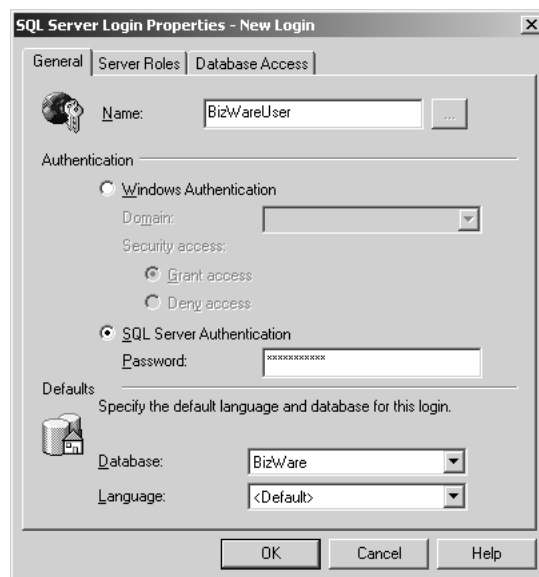 SQL Server Login Properties - New Login
General Server Roles Database Access
Name: BizWareUser ...
Authentication
Windows Authentication
Domain:
Security access:
Grant access
Deny access
SQL Server Authentication
Password: ***********
Defaults
Specify the default language and database for this login.
Database: BizWare
Language: <Default>
OK Cancel Help